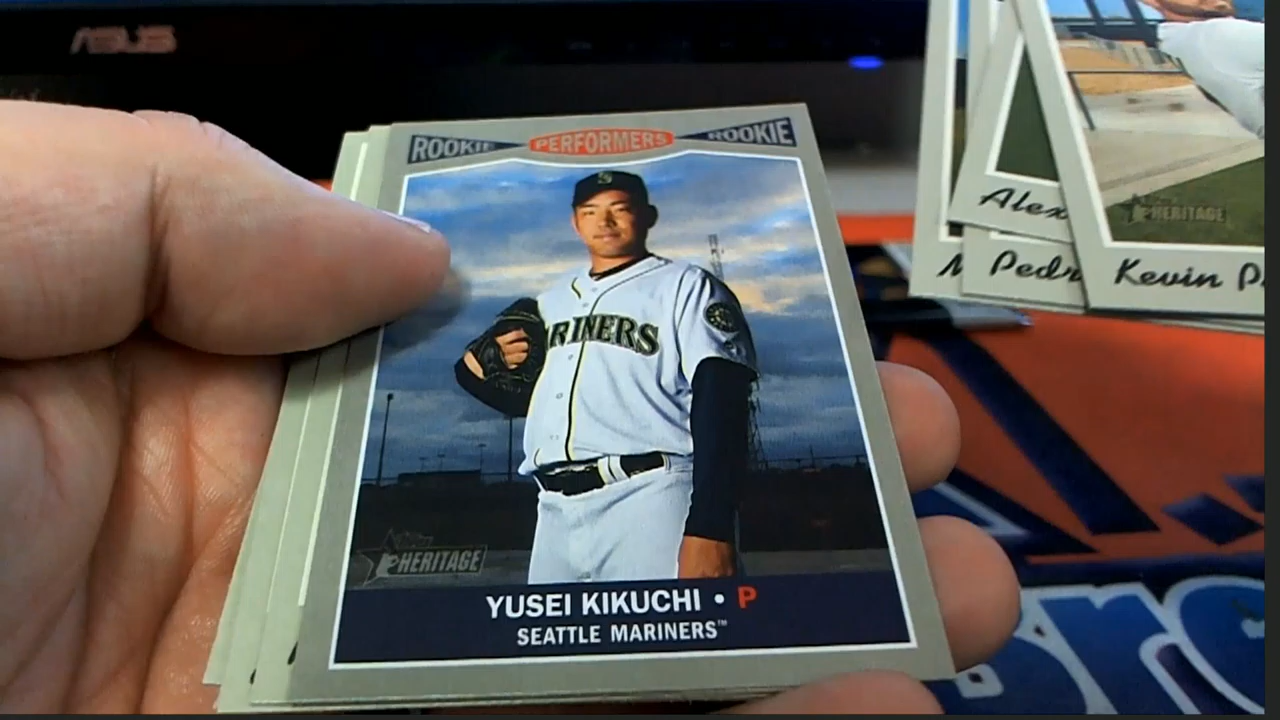 ASUS
ROOKIE PERFORMERS ROOKIE
MARINERS
HERITAGE
YUSEI KIKUCHI • P
SEATTLE MARINERS™
HERITAGE
Alex
Pedr
Kevin P